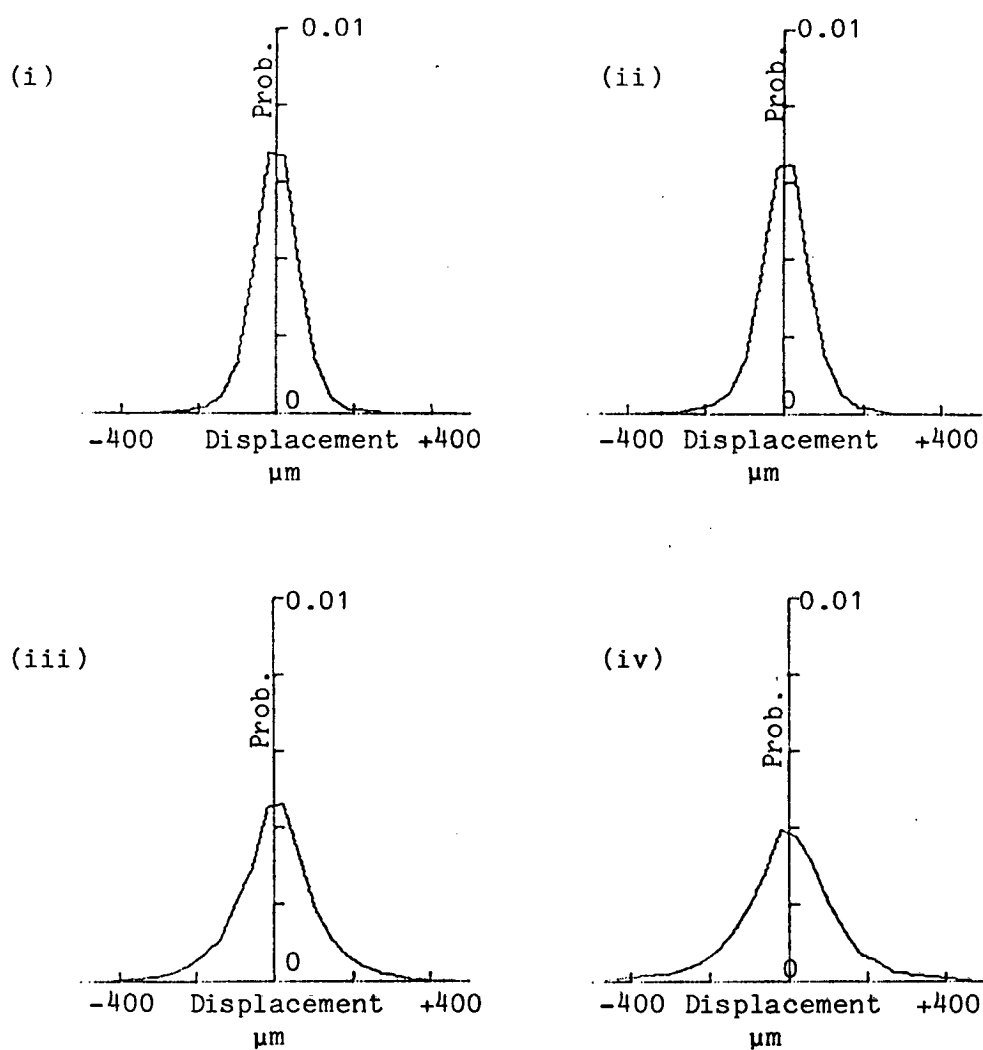 (i)
0.01
Prob.
0
-400 Displacement +400
µm
(ii)
0.01
Prob.
0
-400 Displacement +400
µm
(iii)
0.01
Prob.
0
-400 Displacement +400
µm
(iv)
0.01
Prob.
0
-400 Displacement +400
µm